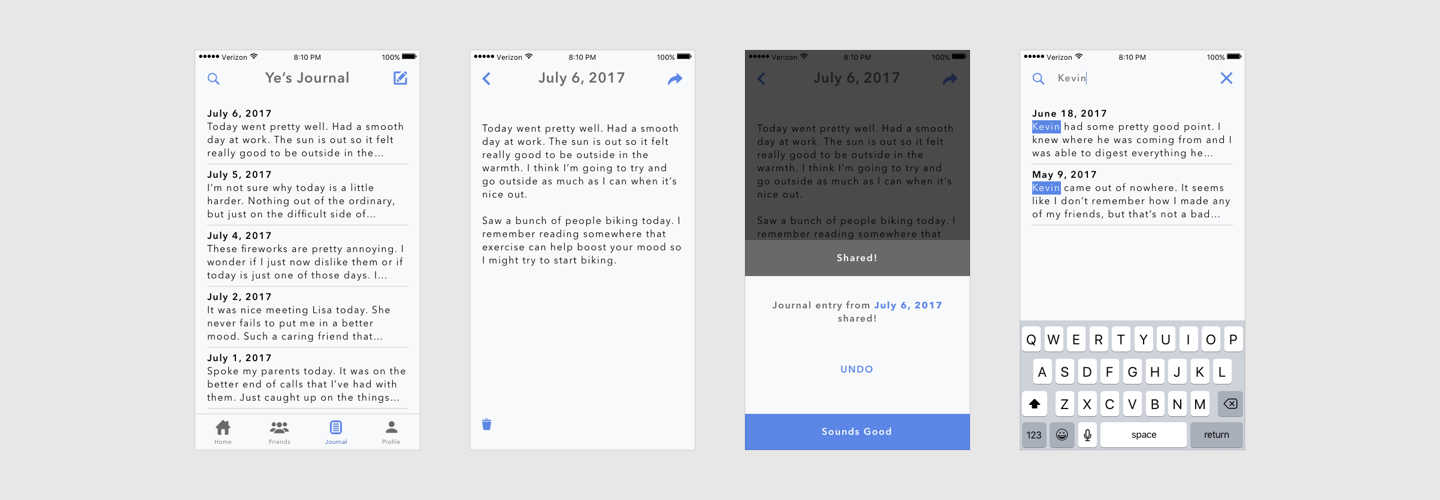 Verizon 8:10 PM 100%
Ye's Journal
July 6, 2017
Today went pretty well. Had a smooth
day at work. The sun is out so it felt
really good to be outside in the...
July 5, 2017
I'm not sure why today is a little
harder. Nothing out of the ordinary,
but just on the difficult side of...
July 4, 2017
These fireworks are pretty annoying. I
wonder if I just now dislike them or if
today is just one of those days. I...
July 2, 2017
It was nice meeting Lisa today. She
never fails to put me in a better
mood. Such a caring friend that...
July 1, 2017
Spoke my parents today. It was on the
better end of calls that I've had with
them. Just caught up on the things...
Home Friends Journal Profile
Verizon 8:10 PM 100%
July 6, 2017
Today went pretty well. Had a smooth
day at work. The sun is out so it felt
really good to be outside in the
warmth. I think I'm going to try and
go outside as much as I can when it's
nice out.
Saw a bunch of people biking today. I
remember reading somewhere that
exercise can help boost your mood so
I might try to start biking.
Verizon 8:10 PM 100%
July 6, 2017
Today went pretty well. Had a smooth
day at work. The sun is out so it felt
really good to be outside in the
warmth. I think I'm going to try and
go outside as much as I can when it's
nice out.
Saw a bunch of people biking today. I
remember reading somewhere that
Shared!
Journal entry from July 6, 2017
shared!
UNDO
Sounds Good
Verizon 8:10 PM 100%
Kevin
June 18, 2017
Kevin had some pretty good point. I
knew where he was coming from and I
was able to digest everything he...
May 9, 2017
Kevin came out of nowhere. It seems
like I don't remember how I made any
of my friends, but that's not a bad...
Q W E R T Y U I O P
A S D F G H J K L
Z X C V B N M
123 space return